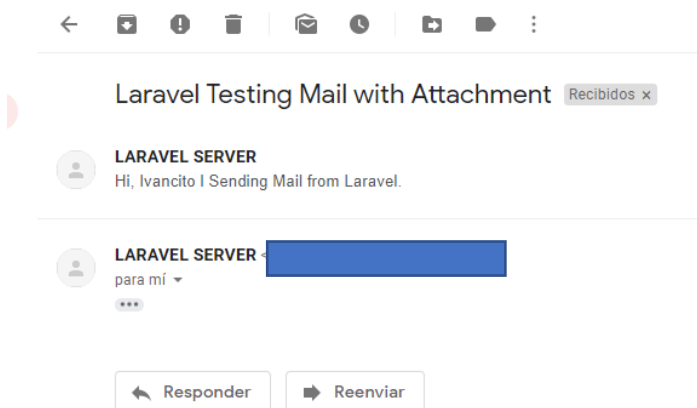 Laravel Testing Mail with Attachment Recibidos x
LARAVEL SERVER
Hi, Ivancito I Sending Mail from Laravel.
LARAVEL SERVER <
para mí
Responder Reenviar